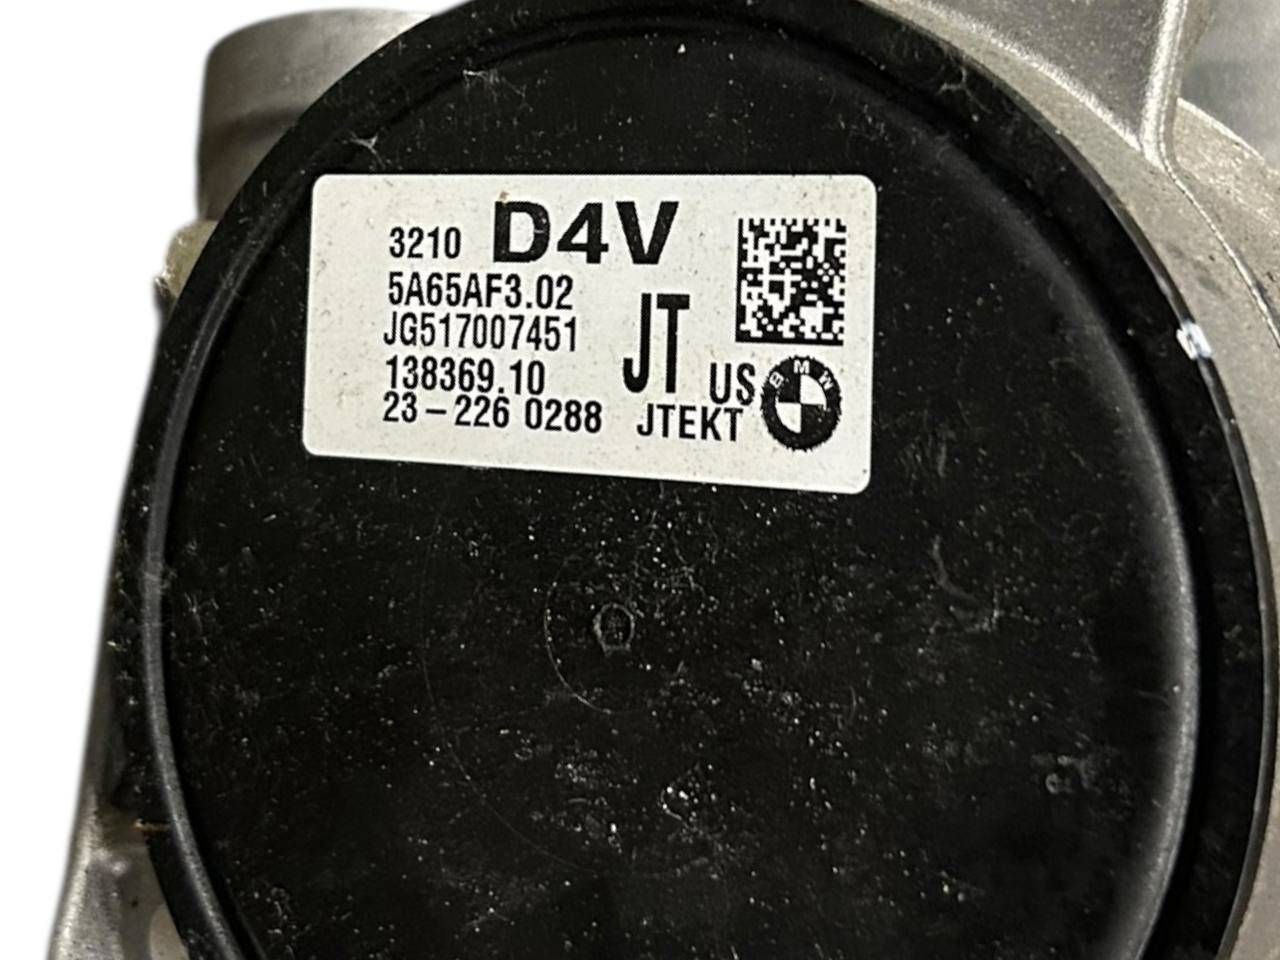 3210 D4V
5A65AF3.02
JG517007451
138369.10
23-226 0288
JT
US
JTEKT
BMW